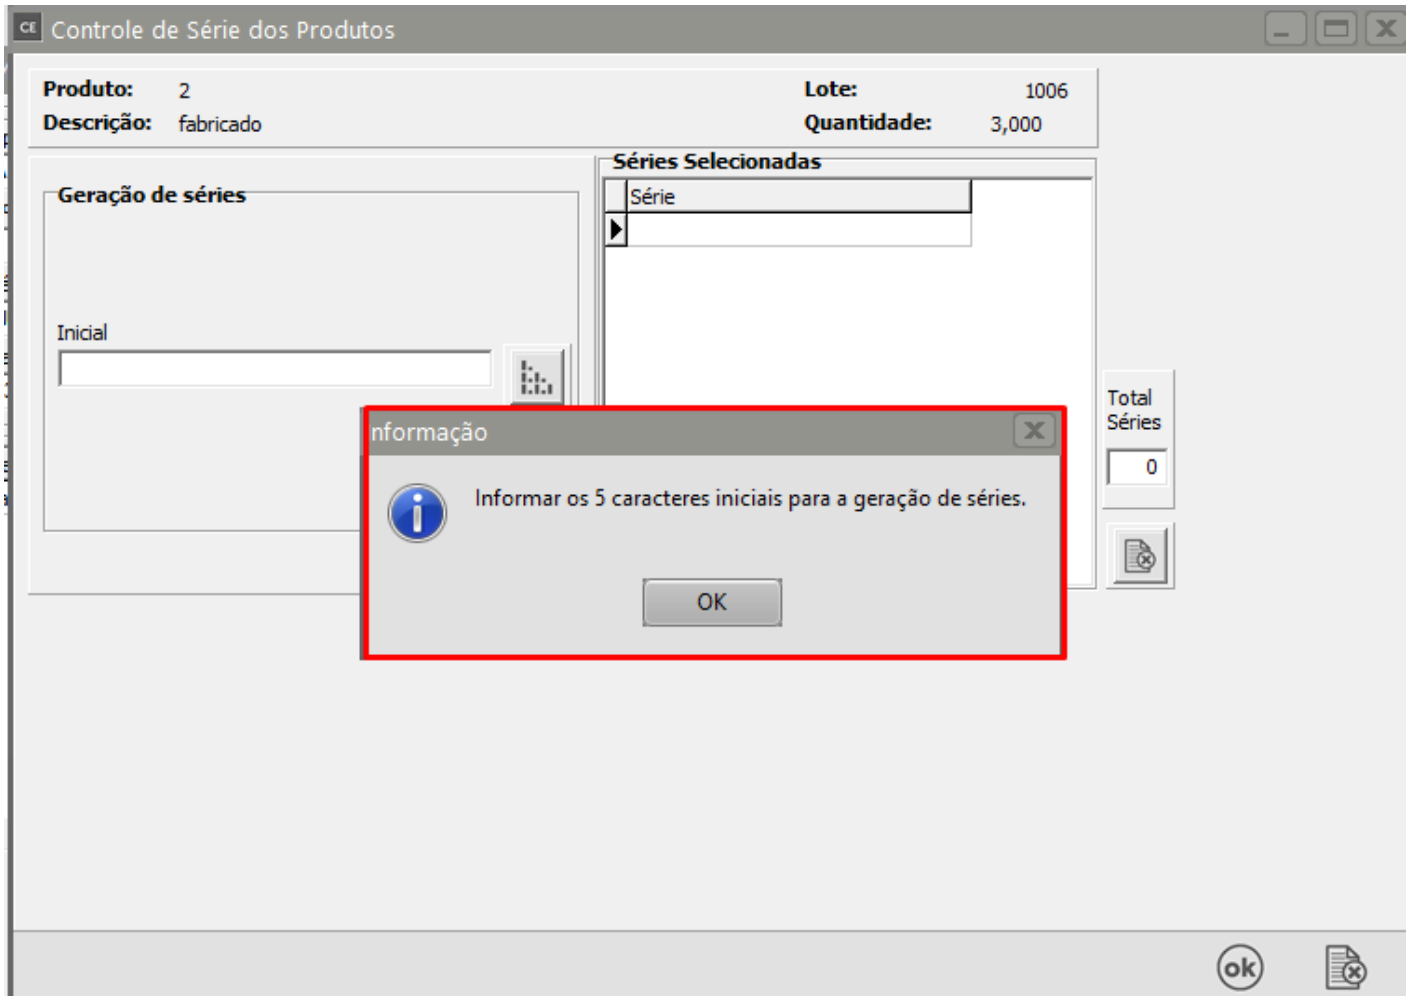 CE Controle de Série dos Produtos
Produto: 2
Lote: 1006
Descrição: fabricado
Quantidade: 3,000
Geração de séries
Séries Selecionadas
Série
Inicial
Total
Séries
0
nformação
Informar os 5 caracteres iniciais para a geração de séries.
OK
ok